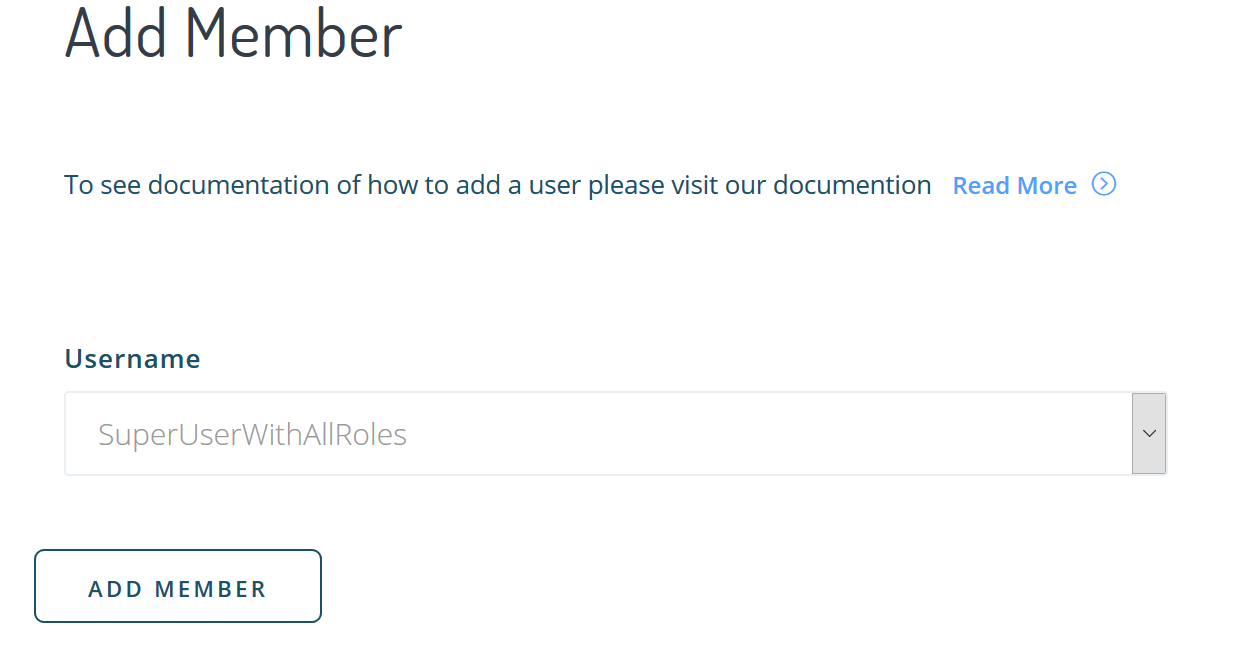 Add Member
To see documentation of how to add a user please visit our documention Read More
Username
SuperUserWithAllRoles
ADD MEMBER